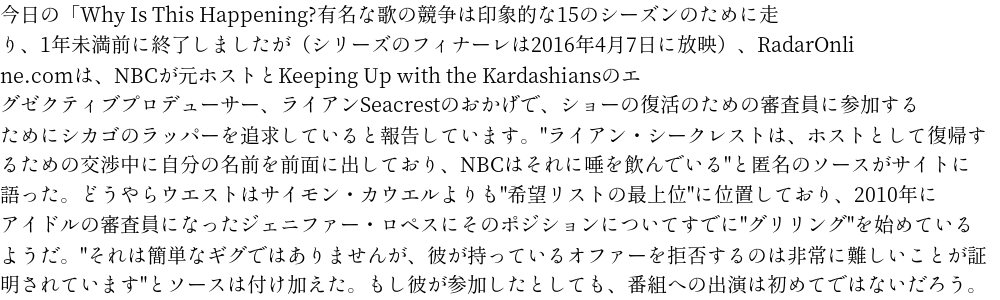 今日の「Why Is This Happening?有名な歌の競争は印象的な15のシーズンのために走
り、1年未満前に終了しましたが（シリーズのフィナーレは2016年4月7日に放映）、RadarOnli
ne.comは、NBCが元ホストとKeeping Up with the Kardashiansのエ
グゼクティブプロデューサー、ライアンSeacrestのおかげで、ショーの復活のための審査員に参加する
ためにシカゴのラッパーを追求していると報告しています。"ライアン・シークレストは、ホストとして復帰す
るための交渉中に自分の名前を前面に出しており、NBCはそれに唾を飲んでいる"と匿名のソースがサイトに
語った。どうやらウエストはサイモン・カウエルよりも"希望リストの最上位"に位置しており、2010年に
アイドルの審査員になったジェニファー・ロペスにそのポジションについてすでに"グリリング"を始めている
ようだ。"それは簡単なギグではありませんが、彼が持っているオファーを拒否するのは非常に難しいことが証
明されています"とソースは付け加えた。もし彼が参加したとしても、番組への出演は初めてではないだろう。